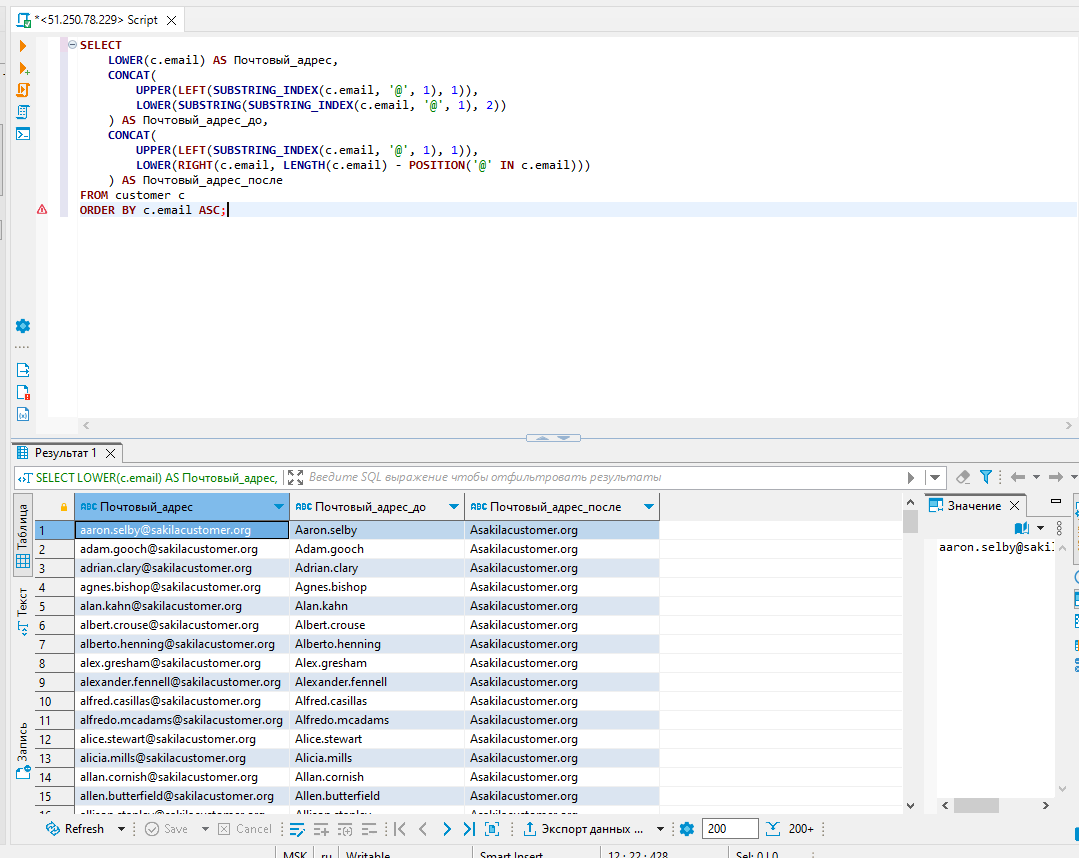 *<51.250.78.229> Script
SELECT
LOWER(c.email) AS Почтовый_адрес,
CONCAT(
UPPER(LEFT(SUBSTRING_INDEX(c.email, '@', 1), 1)),
LOWER(SUBSTRING(SUBSTRING_INDEX(c.email, '@', 1), 2))
) AS Почтовый_адрес_до,
CONCAT(
UPPER(LEFT(SUBSTRING_INDEX(c.email, '@', 1), 1)),
LOWER(RIGHT(c.email, LENGTH(c.email) - POSITION('@' IN c.email)))
) AS Почтовый_адрес_после
FROM customer c
ORDER BY c.email ASC;
Результат 1
SELECT LOWER(c.email) AS Почтовый_адрес, Введите SQL выражение чтобы отфильтровать результаты
Таблица
Текст
Запись
ABC Почтовый_адрес ABC Почтовый_адрес_до ABC Почтовый_адрес_после
1 aaron.selby@sakilacustomer.org Aaron.selby Asakilacustomer.org
2 adam.gooch@sakilacustomer.org Adam.gooch Asakilacustomer.org
3 adrian.clary@sakilacustomer.org Adrian.clary Asakilacustomer.org
4 agnes.bishop@sakilacustomer.org Agnes.bishop Asakilacustomer.org
5 alan.kahn@sakilacustomer.org Alan.kahn Asakilacustomer.org
6 albert.crouse@sakilacustomer.org Albert.crouse Asakilacustomer.org
7 alberto.henning@sakilacustomer.org Alberto.henning Asakilacustomer.org
8 alex.gresham@sakilacustomer.org Alex.gresham Asakilacustomer.org
9 alexander.fennell@sakilacustomer.org Alexander.fennell Asakilacustomer.org
10 alfred.casillas@sakilacustomer.org Alfred.casillas Asakilacustomer.org
11 alfredo.mcadams@sakilacustomer.org Alfredo.mcadams Asakilacustomer.org
12 alice.stewart@sakilacustomer.org Alice.stewart Asakilacustomer.org
13 alicia.mills@sakilacustomer.org Alicia.mills Asakilacustomer.org
14 allan.cornish@sakilacustomer.org Allan.cornish Asakilacustomer.org
15 allen.butterfield@sakilacustomer.org Allen.butterfield Asakilacustomer.org
Значение
aaron.selby@saki
Refresh Save Cancel Экспорт данных ... 200 200+
MSK ru Writable Smart Insert 12 : 22 : 428 Sel: 0 | 0